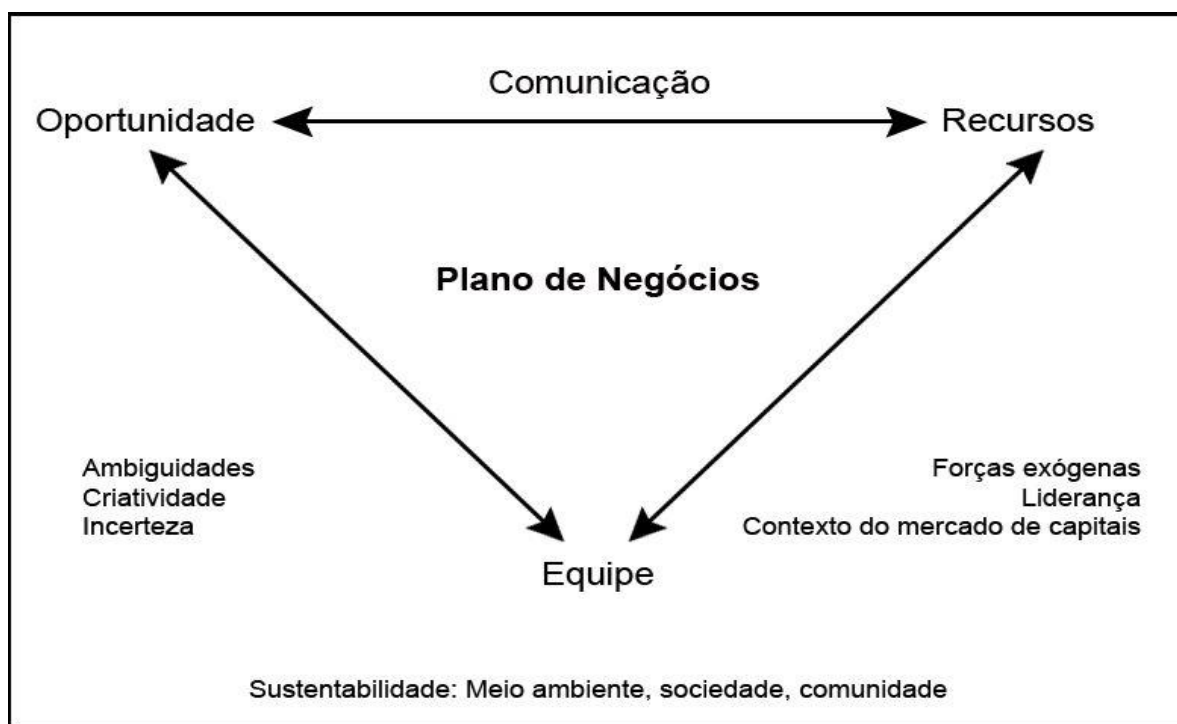 Comunicação
Oportunidade
Recursos
Plano de Negócios
Ambiguidades
Criatividade
Incerteza
Forças exógenas
Liderança
Contexto do mercado de capitais
Equipe
Sustentabilidade: Meio ambiente, sociedade, comunidade